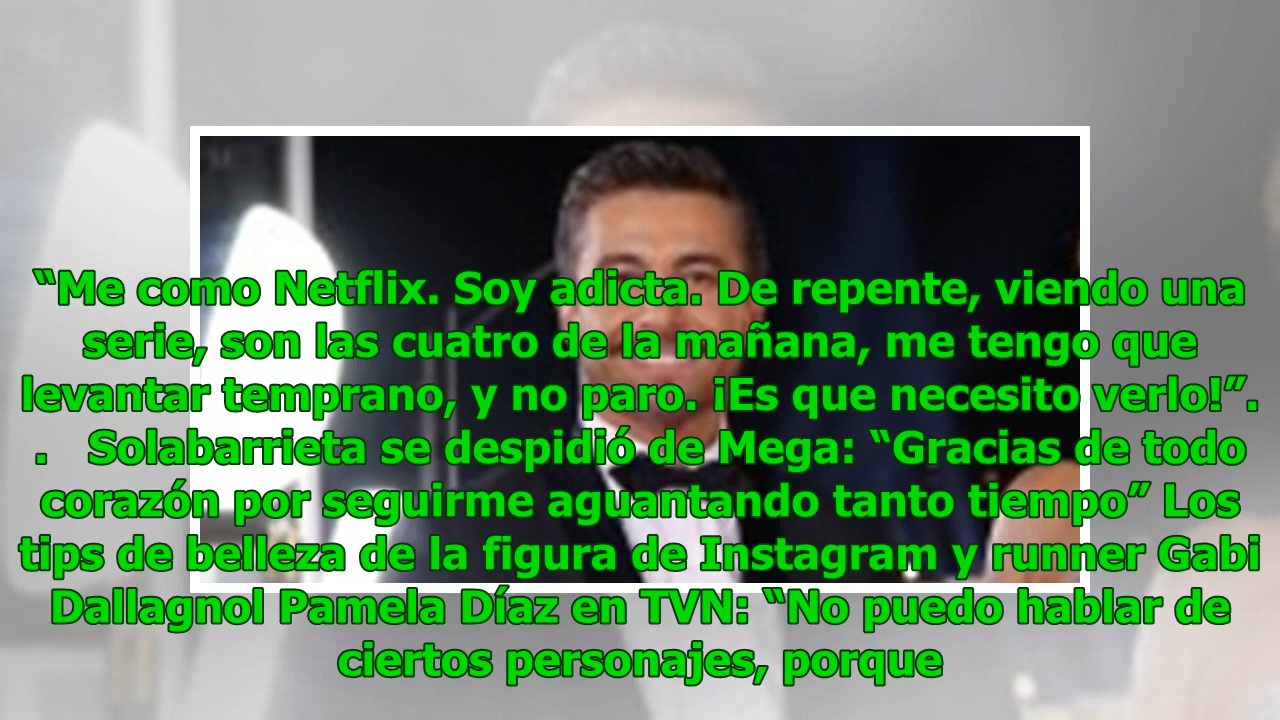 “Me como Netflix. Soy adicta. De repente, viendo una
serie, son las cuatro de la mañana, me tengo que
levantar temprano, y no paro. ¡Es que necesito verlo!”.
.   Solabarrieta se despidió de Mega: “Gracias de todo
corazón por seguirme aguantando tanto tiempo” Los
tips de belleza de la figura de Instagram y runner Gabi
Dallagnol Pamela Díaz en TVN: “No puedo hablar de
ciertos personajes, porque